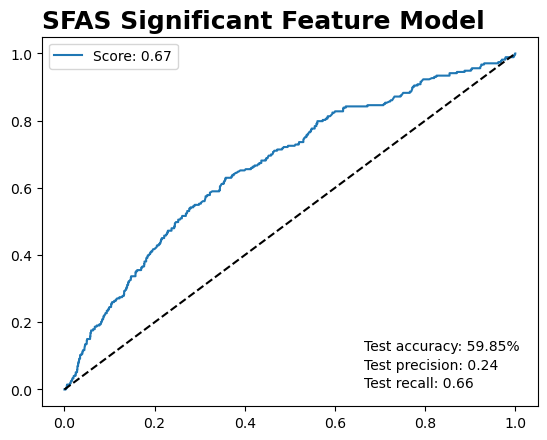 SFAS Significant Feature Model
Score: 0.67
1.0
0.8
0.6
0.4
0.2
0.0
Test accuracy: 59.85%
Test precision: 0.24
Test recall: 0.66
0.0 0.2 0.4 0.6 0.8 1.0